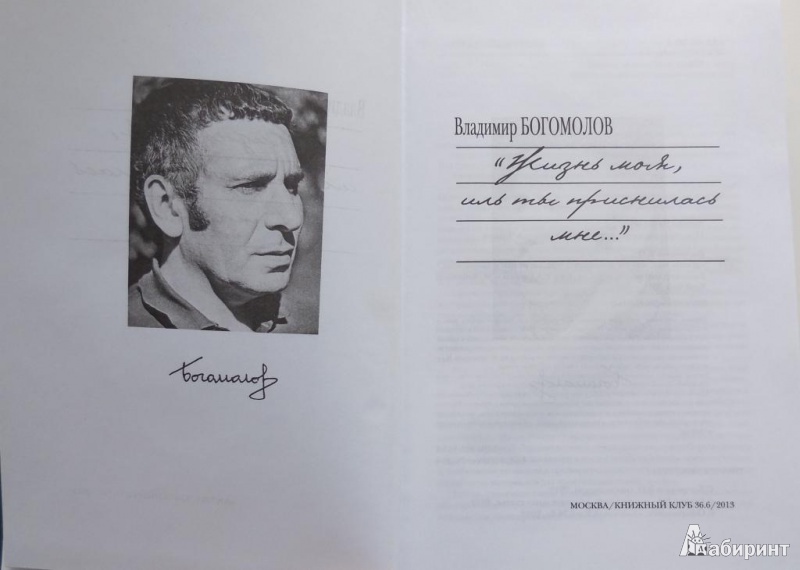 Богомолов
Владимир БОГОМОЛОВ
"Жизнь моя,
иль ты приснилась
мне..."
МОСКВА/КНИЖНЫЙ КЛУБ 36.6/2013
Лабиринт